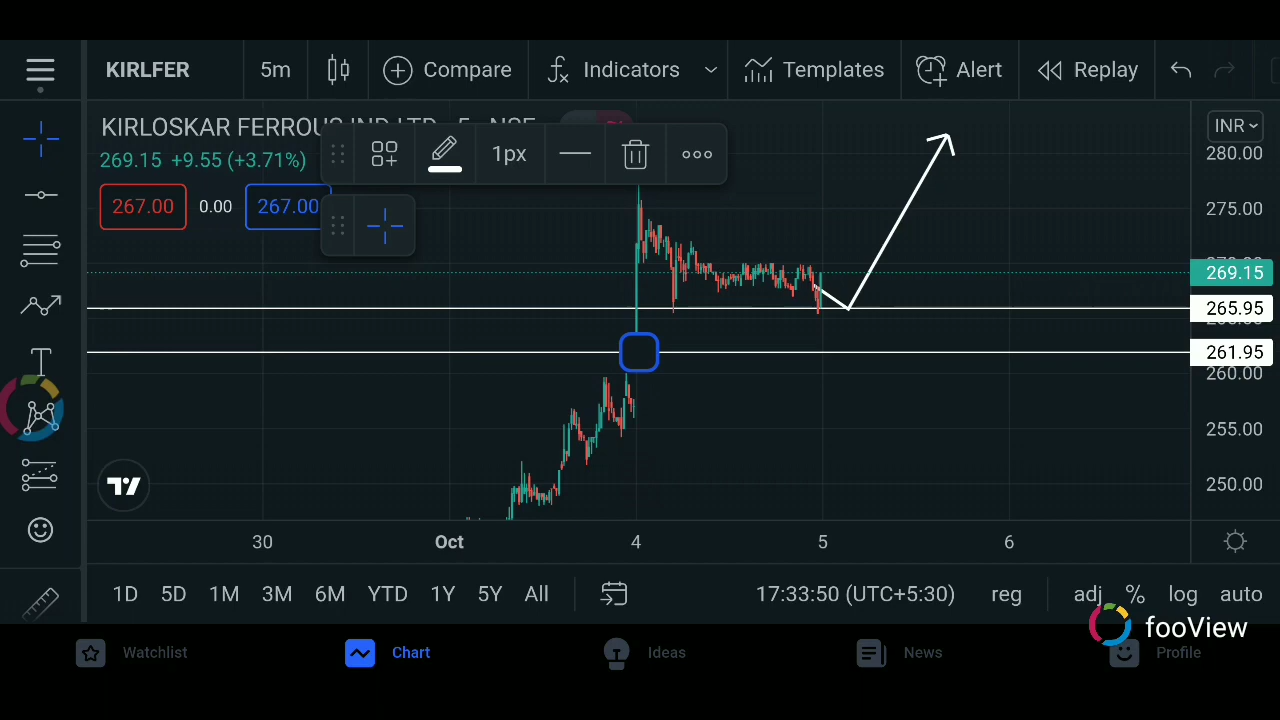 KIRLFER 5m Compare Indicators Templates Alert Replay
KIRLOSKAR FERROUS IND LTD 5 NSE INR
269.15 +9.55 (+3.71%) 1px
267.00 0.00 267.00
280.00
275.00
269.15
265.95
261.95
260.00
255.00
250.00
30 Oct 4 5 6
1D 5D 1M 3M 6M YTD 1Y 5Y All 17:33:50 (UTC+5:30) reg adj % log auto
fooView
Watchlist Chart Ideas News Profile